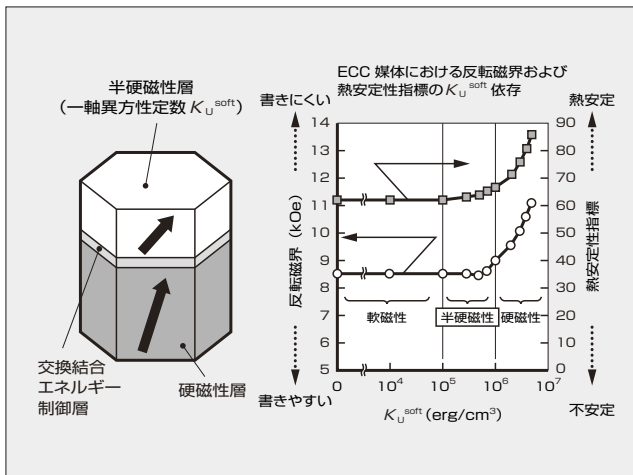 半硬磁性層
（一軸異方性定数 KUsoft）
交換結合
エネルギー
制御層
硬磁性層
ECC 媒体における反転磁界および
熱安定性指標の KUsoft 依存
書きにくい
熱安定
14
13
12
11
10
9
8
7
6
5
反転磁界（kOe）
90
80
70
60
50
40
30
20
10
0
熱安定性指標
軟磁性
半硬磁性
硬磁性
0
10⁴
10⁵
10⁶
10⁷
書きやすい
KUsoft (erg/cm³)
不安定